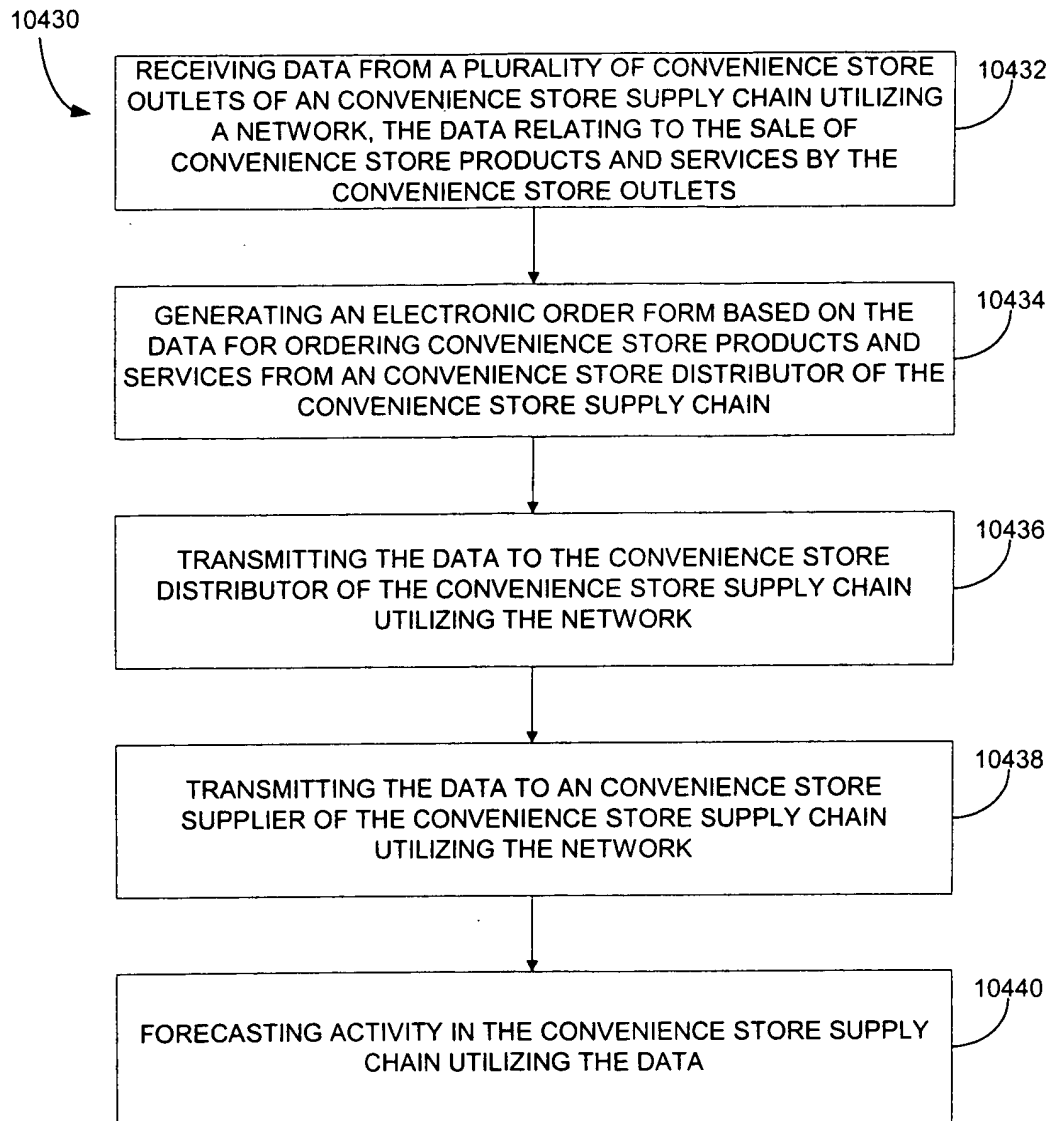 10430
RECEIVING DATA FROM A PLURALITY OF CONVENIENCE STORE
OUTLETS OF AN CONVENIENCE STORE SUPPLY CHAIN UTILIZING
A NETWORK, THE DATA RELATING TO THE SALE OF
CONVENIENCE STORE PRODUCTS AND SERVICES BY THE
CONVENIENCE STORE OUTLETS
10432
GENERATING AN ELECTRONIC ORDER FORM BASED ON THE
DATA FOR ORDERING CONVENIENCE STORE PRODUCTS AND
SERVICES FROM AN CONVENIENCE STORE DISTRIBUTOR OF THE
CONVENIENCE STORE SUPPLY CHAIN
10434
TRANSMITTING THE DATA TO THE CONVENIENCE STORE
DISTRIBUTOR OF THE CONVENIENCE STORE SUPPLY CHAIN
UTILIZING THE NETWORK
10436
TRANSMITTING THE DATA TO AN CONVENIENCE STORE
SUPPLIER OF THE CONVENIENCE STORE SUPPLY CHAIN
UTILIZING THE NETWORK
10438
FORECASTING ACTIVITY IN THE CONVENIENCE STORE SUPPLY
CHAIN UTILIZING THE DATA
10440